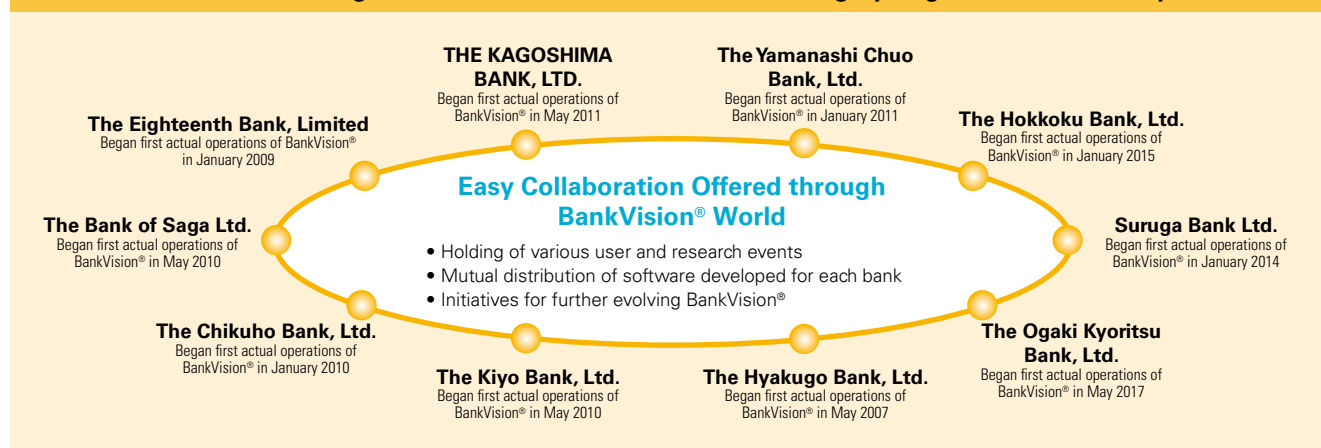 THE KAGOSHIMA
BANK, LTD.
Began first actual operations of
BankVision® in May 2011
The Yamanashi Chuo
Bank, Ltd.
Began first actual operations of
BankVision® in January 2011
The Eighteenth Bank, Limited
Began first actual operations of BankVision®
in January 2009
The Hokkoku Bank, Ltd.
Began first actual operations of
BankVision® in January 2015
Easy Collaboration Offered through
BankVision® World
• Holding of various user and research events
• Mutual distribution of software developed for each bank
• Initiatives for further evolving BankVision®
The Bank of Saga Ltd.
Began first actual operations of
BankVision® in May 2010
Suruga Bank Ltd.
Began first actual operations of
BankVision® in January 2014
The Chikuho Bank, Ltd.
Began first actual operations of
BankVision® in January 2010
The Ogaki Kyoritsu
Bank, Ltd.
Began first actual operations of
BankVision® in May 2017
The Kiyo Bank, Ltd.
Began first actual operations of
BankVision® in May 2010
The Hyakugo Bank, Ltd.
Began first actual operations of
BankVision® in May 2007